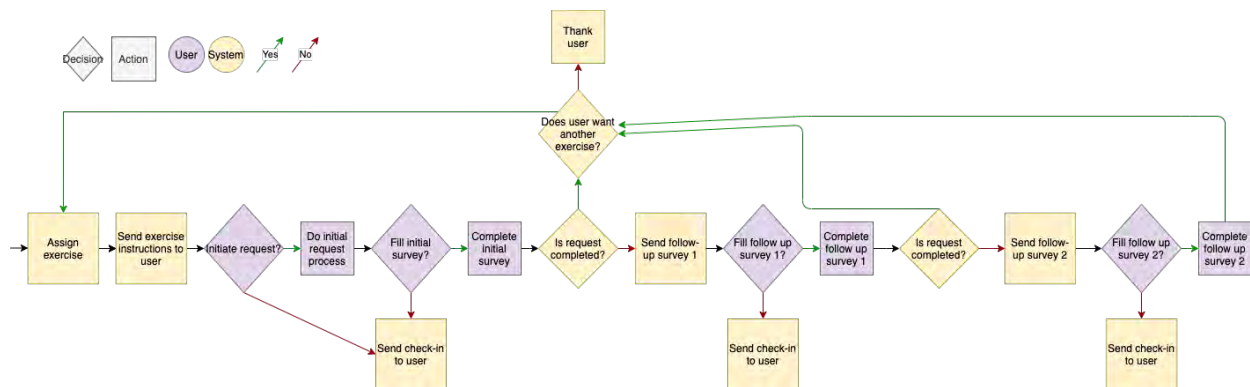 Thank
user
Decision
Action
User
System
Yes
No
Does user want
another
exercise?
Assign
exercise
Send exercise
instructions to
user
Initiate request?
Do initial
request
process
Fill initial
survey?
Complete
initial
survey
Is request
completed?
Send follow-
up survey 1
Fill follow up
survey 1?
Complete
follow up
survey 1
Is request
completed?
Send follow-
up survey 2
Fill follow up
survey 2?
Complete
follow up
survey 2
Send check-in
to user
Send check-in
to user
Send check-in
to user